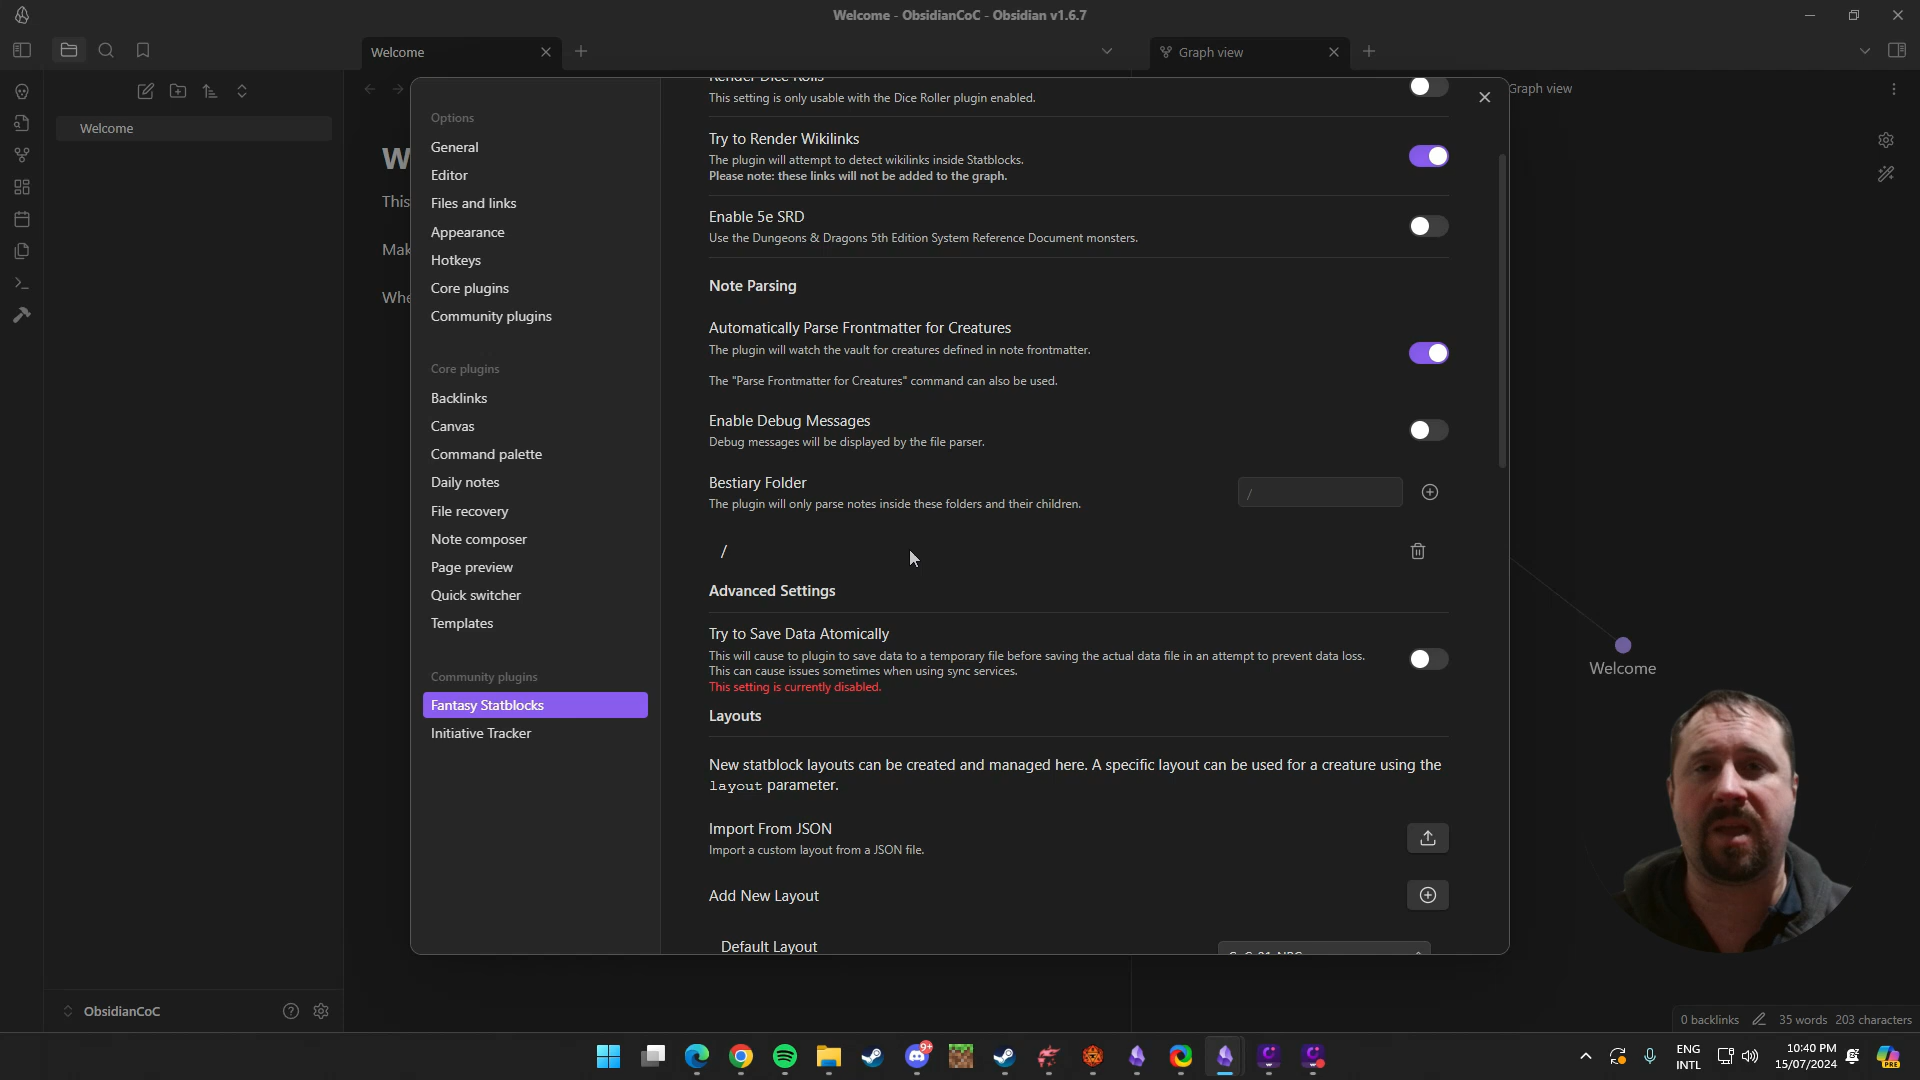 Welcome - ObsidianCoC - Obsidian v1.6.7
Welcome
Graph view
Welcome
Graph view
This
Mak
Whe
Options
General
Editor
Files and links
Appearance
Hotkeys
Core plugins
Community plugins
Core plugins
Backlinks
Canvas
Command palette
Daily notes
File recovery
Note composer
Page preview
Quick switcher
Templates
Community plugins
Fantasy Statblocks
Initiative Tracker
Render Dice Rolls
This setting is only usable with the Dice Roller plugin enabled.
Try to Render Wikilinks
The plugin will attempt to detect wikilinks inside Statblocks.
Please note: these links will not be added to the graph.
Enable 5e SRD
Use the Dungeons & Dragons 5th Edition System Reference Document monsters.
Note Parsing
Automatically Parse Frontmatter for Creatures
The plugin will watch the vault for creatures defined in note frontmatter.
The "Parse Frontmatter for Creatures" command can also be used.
Enable Debug Messages
Debug messages will be displayed by the file parser.
Bestiary Folder
The plugin will only parse notes inside these folders and their children.
/
/
Advanced Settings
Try to Save Data Atomically
This will cause to plugin to save data to a temporary file before saving the actual data file in an attempt to prevent data loss.
This can cause issues sometimes when using sync services.
This setting is currently disabled.
Layouts
New statblock layouts can be created and managed here. A specific layout can be used for a creature using the
layout parameter.
Import From JSON
Import a custom layout from a JSON file.
Add New Layout
Default Layout
Welcome
ObsidianCoC
0 backlinks
35 words
203 characters
9+
ENG
INTL
10:40 PM
15/07/2024
PRE